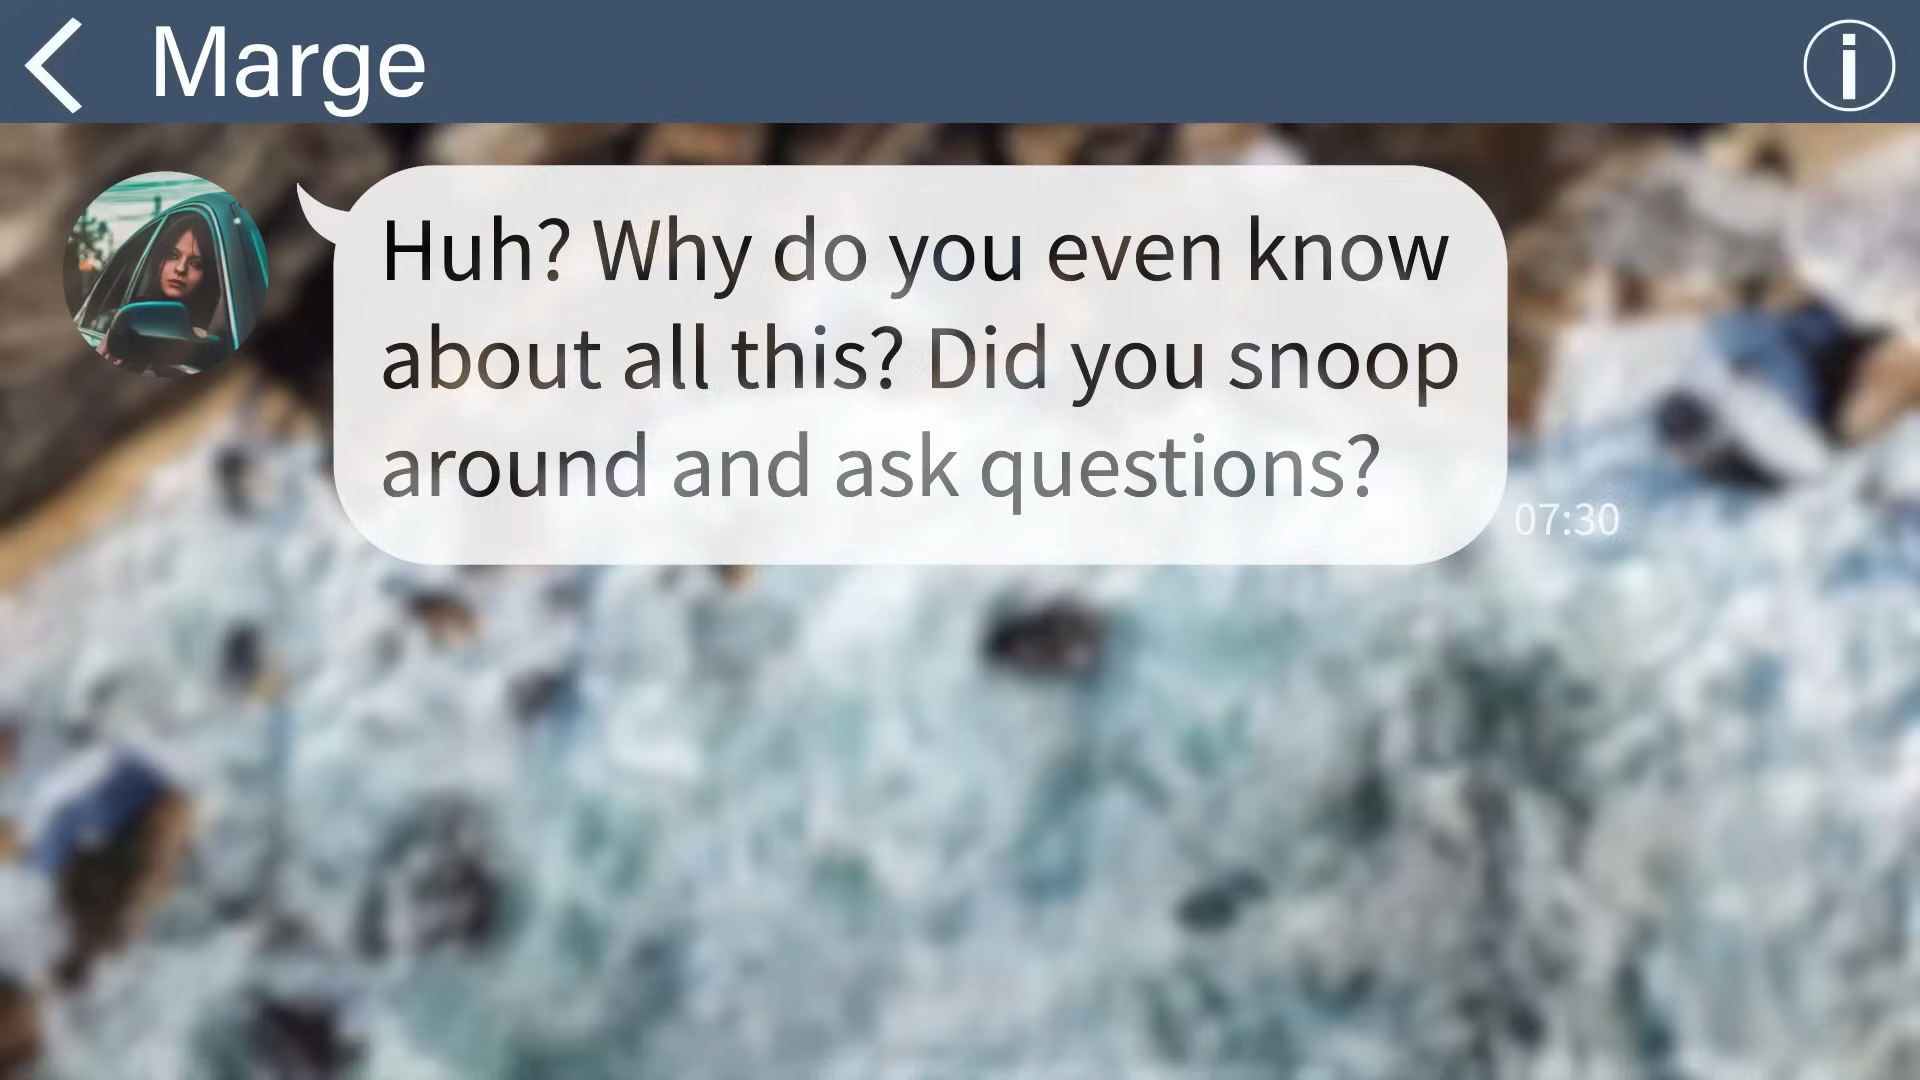 Marge
Huh? Why do you even know
about all this? Did you snoop
around and ask questions?
07:30